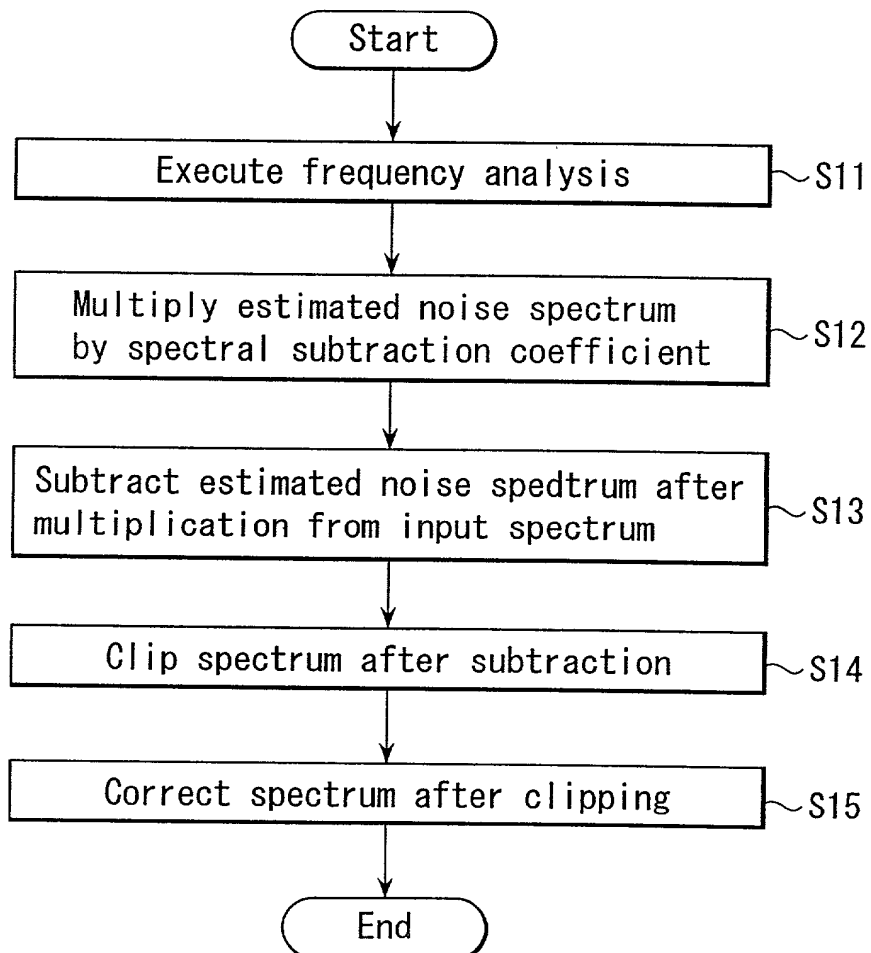 Start
Execute frequency analysis
S11
Multiply estimated noise spectrum
by spectral subtraction coefficient
S12
Subtract estimated noise spedtrum after
multiplication from input spectrum
S13
Clip spectrum after subtraction
S14
Correct spectrum after clipping
S15
End